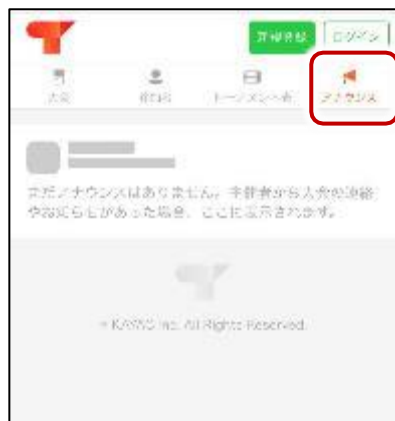 新規登録 ログイン
大会 参加者 トーナメント表 アナウンス
まだアナウンスはありません。主催者から大会の連絡
やお知らせがあった場合、ここに表示されます。
© KAYAC Inc. All Rights Reserved.